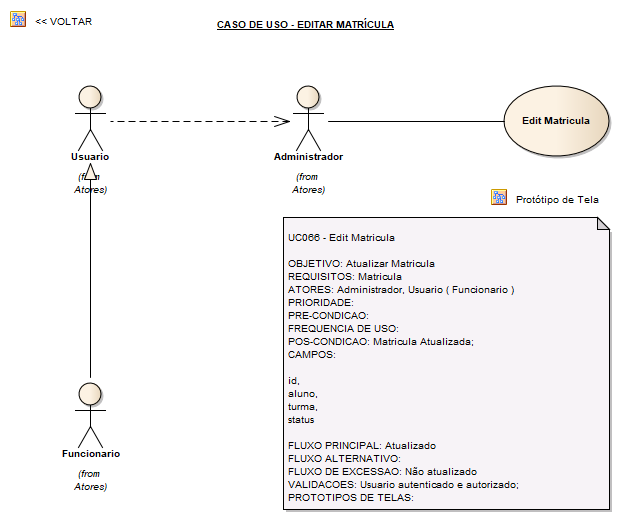 << VOLTAR
CASO DE USO - EDITAR MATRÍCULA
Usuario
(from
Atores)
Administrador
(from
Atores)
Edit Matricula
Protótipo de Tela
UC066 - Edit Matricula
OBJETIVO: Atualizar Matricula
REQUISITOS: Matricula
ATORES: Administrador, Usuario ( Funcionario )
PRIORIDADE:
PRE-CONDICAO:
FREQUENCIA DE USO:
POS-CONDICAO: Matricula Atualizada;
CAMPOS:
id,
aluno,
turma,
status
FLUXO PRINCIPAL: Atualizado
FLUXO ALTERNATIVO:
FLUXO DE EXCESSAO: Não atualizado
VALIDACOES: Usuario autenticado e autorizado;
PROTOTIPOS DE TELAS:
Funcionario
(from
Atores)